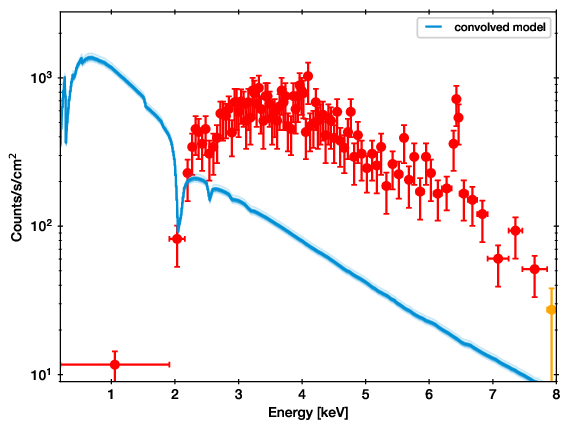 convolved model
10³
10²
10¹
Counts/s/cm²
1 2 3 4 5 6 7 8
Energy [keV]